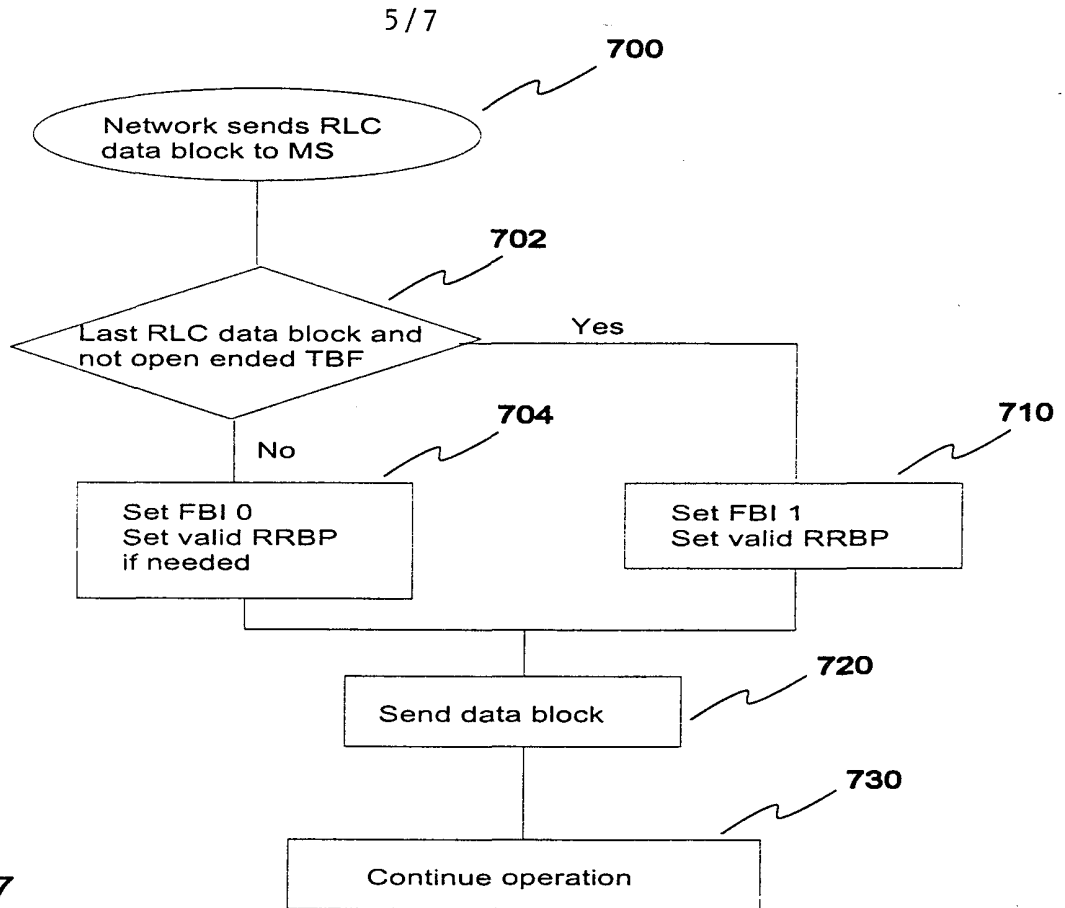 5/7
700
Network sends RLC
data block to MS
702
Last RLC data block and
not open ended TBF
Yes
No
704
710
Set FBI 0
Set valid RRBP
if needed
Set FBI 1
Set valid RRBP
720
Send data block
730
Continue operation
7